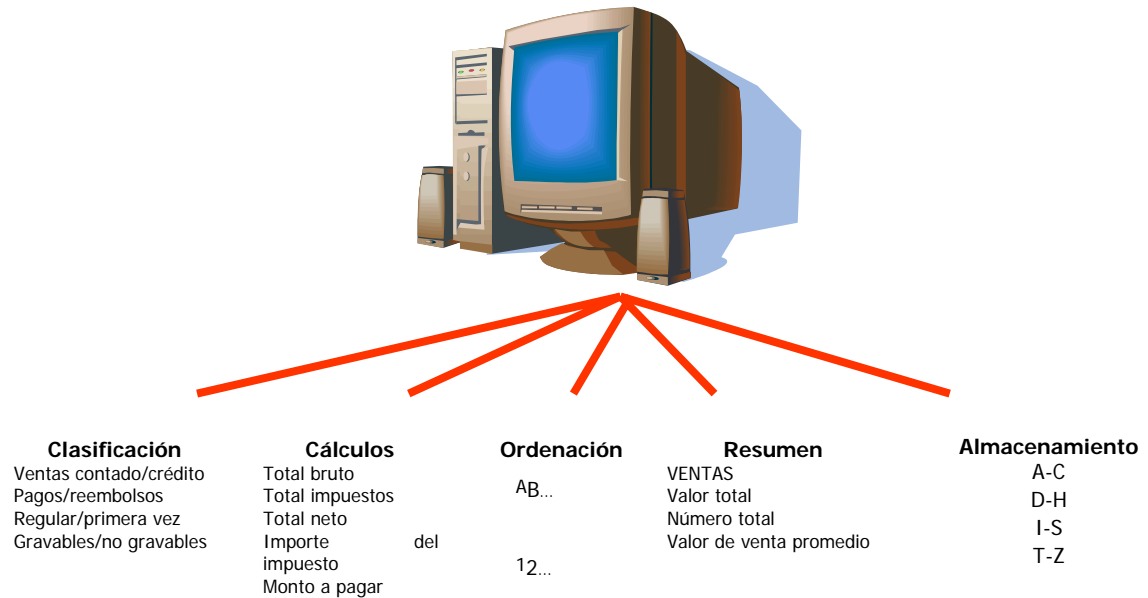 Clasificación
Ventas contado/crédito
Pagos/reembolsos
Regular/primera vez
Gravables/no gravables
Cálculos
Total bruto
Total impuestos
Total neto
Importe del
impuesto
Monto a pagar
Ordenación
AB...
12...
Resumen
VENTAS
Valor total
Número total
Valor de venta promedio
Almacenamiento
A-C
D-H
I-S
T-Z